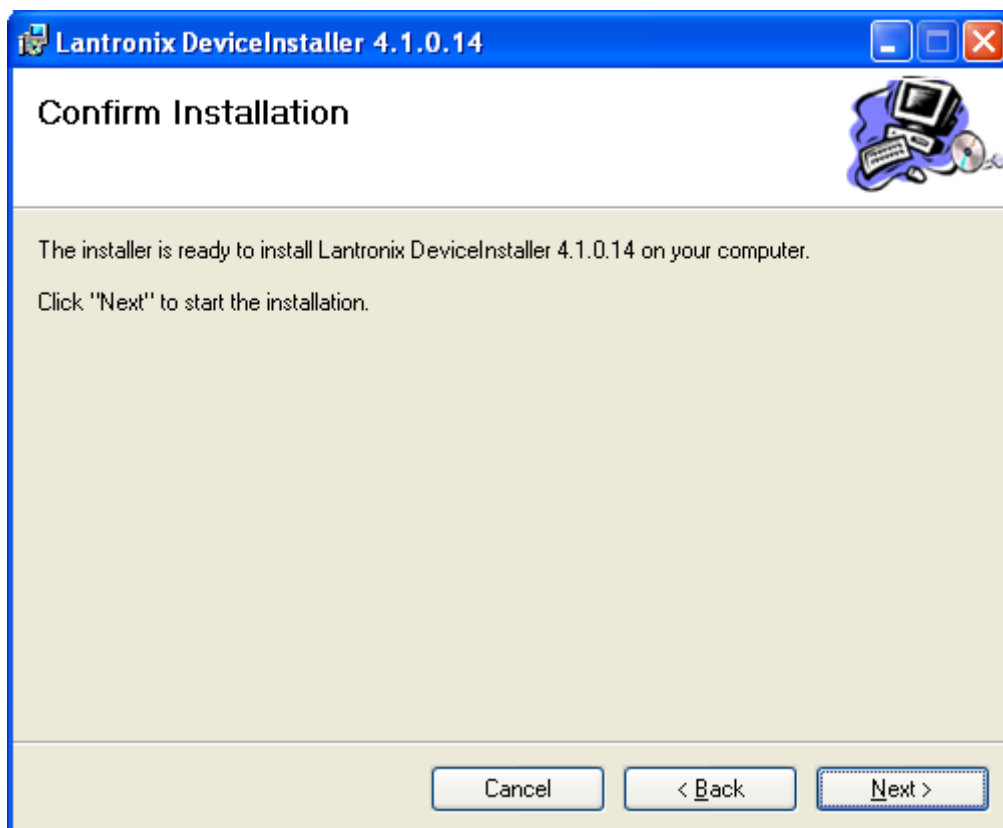 Lantronix DeviceInstaller 4.1.0.14
Confirm Installation
The installer is ready to install Lantronix DeviceInstaller 4.1.0.14 on your computer.
Click "Next" to start the installation.
Cancel
< Back
Next >